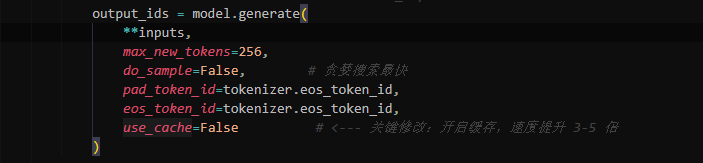 output_ids = model.generate(
**inputs,
max_new_tokens=256,
do_sample=False, # 贪婪搜索最快
pad_token_id=tokenizer.eos_token_id,
eos_token_id=tokenizer.eos_token_id,
use_cache=False # <--- 关键修改：开启缓存，速度提升 3-5 倍
)